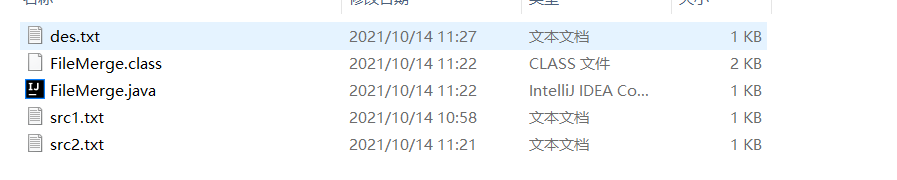 名称 修改日期 类型 大小
des.txt 2021/10/14 11:27 文本文档 1 KB
FileMerge.class 2021/10/14 11:22 CLASS 文件 2 KB
FileMerge.java 2021/10/14 11:22 IntelliJ IDEA Co... 1 KB
src1.txt 2021/10/14 10:58 文本文档 1 KB
src2.txt 2021/10/14 11:21 文本文档 1 KB